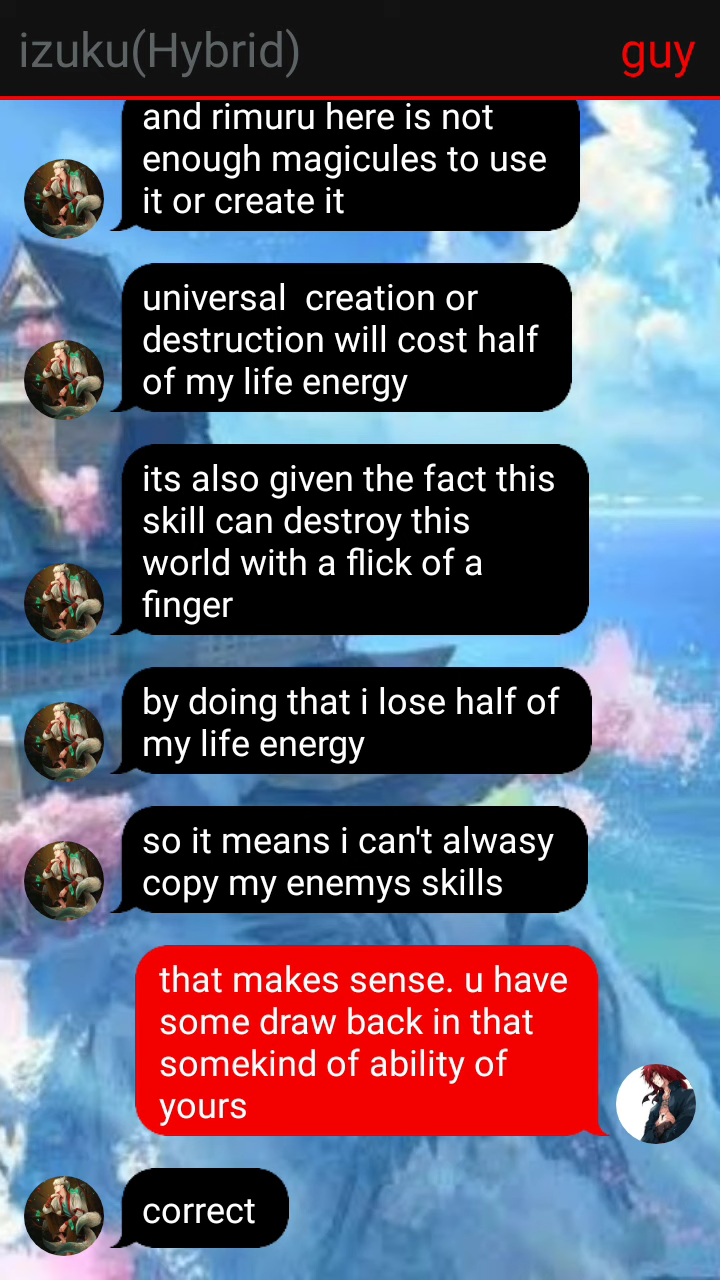 izuku(Hybrid) guy
and rimuru here is not
enough magicules to use
it or create it
universal  creation or
destruction will cost half
of my life energy
its also given the fact this
skill can destroy this
world with a flick of a
finger
by doing that i lose half of
my life energy
so it means i can't alwasy
copy my enemys skills
that makes sense. u have
some draw back in that
somekind of ability of
yours
correct